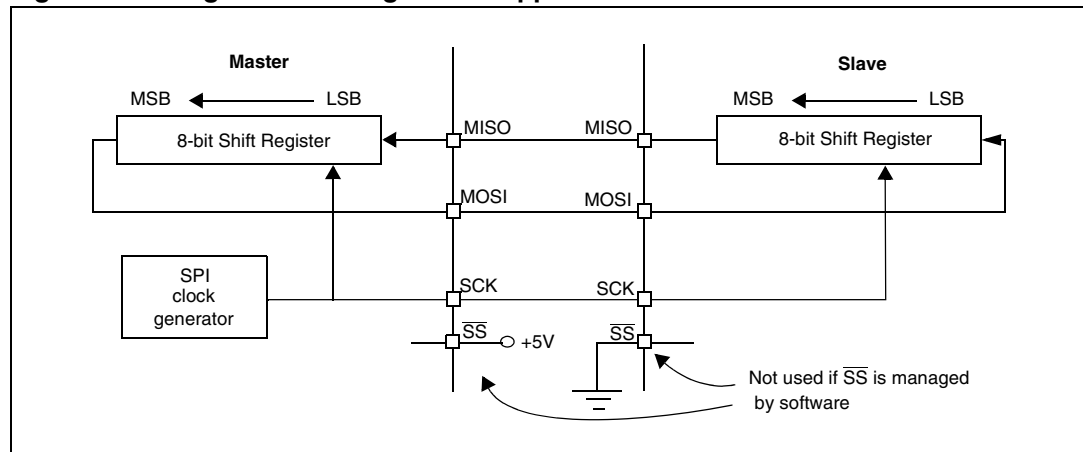 Master
Slave
MSB
LSB
MSB
LSB
8-bit Shift Register
MISO
MISO
8-bit Shift Register
MOSI
MOSI
SPI
clock
generator
SCK
SCK
SS
+5V
SS
Not used if SS is managed
by software